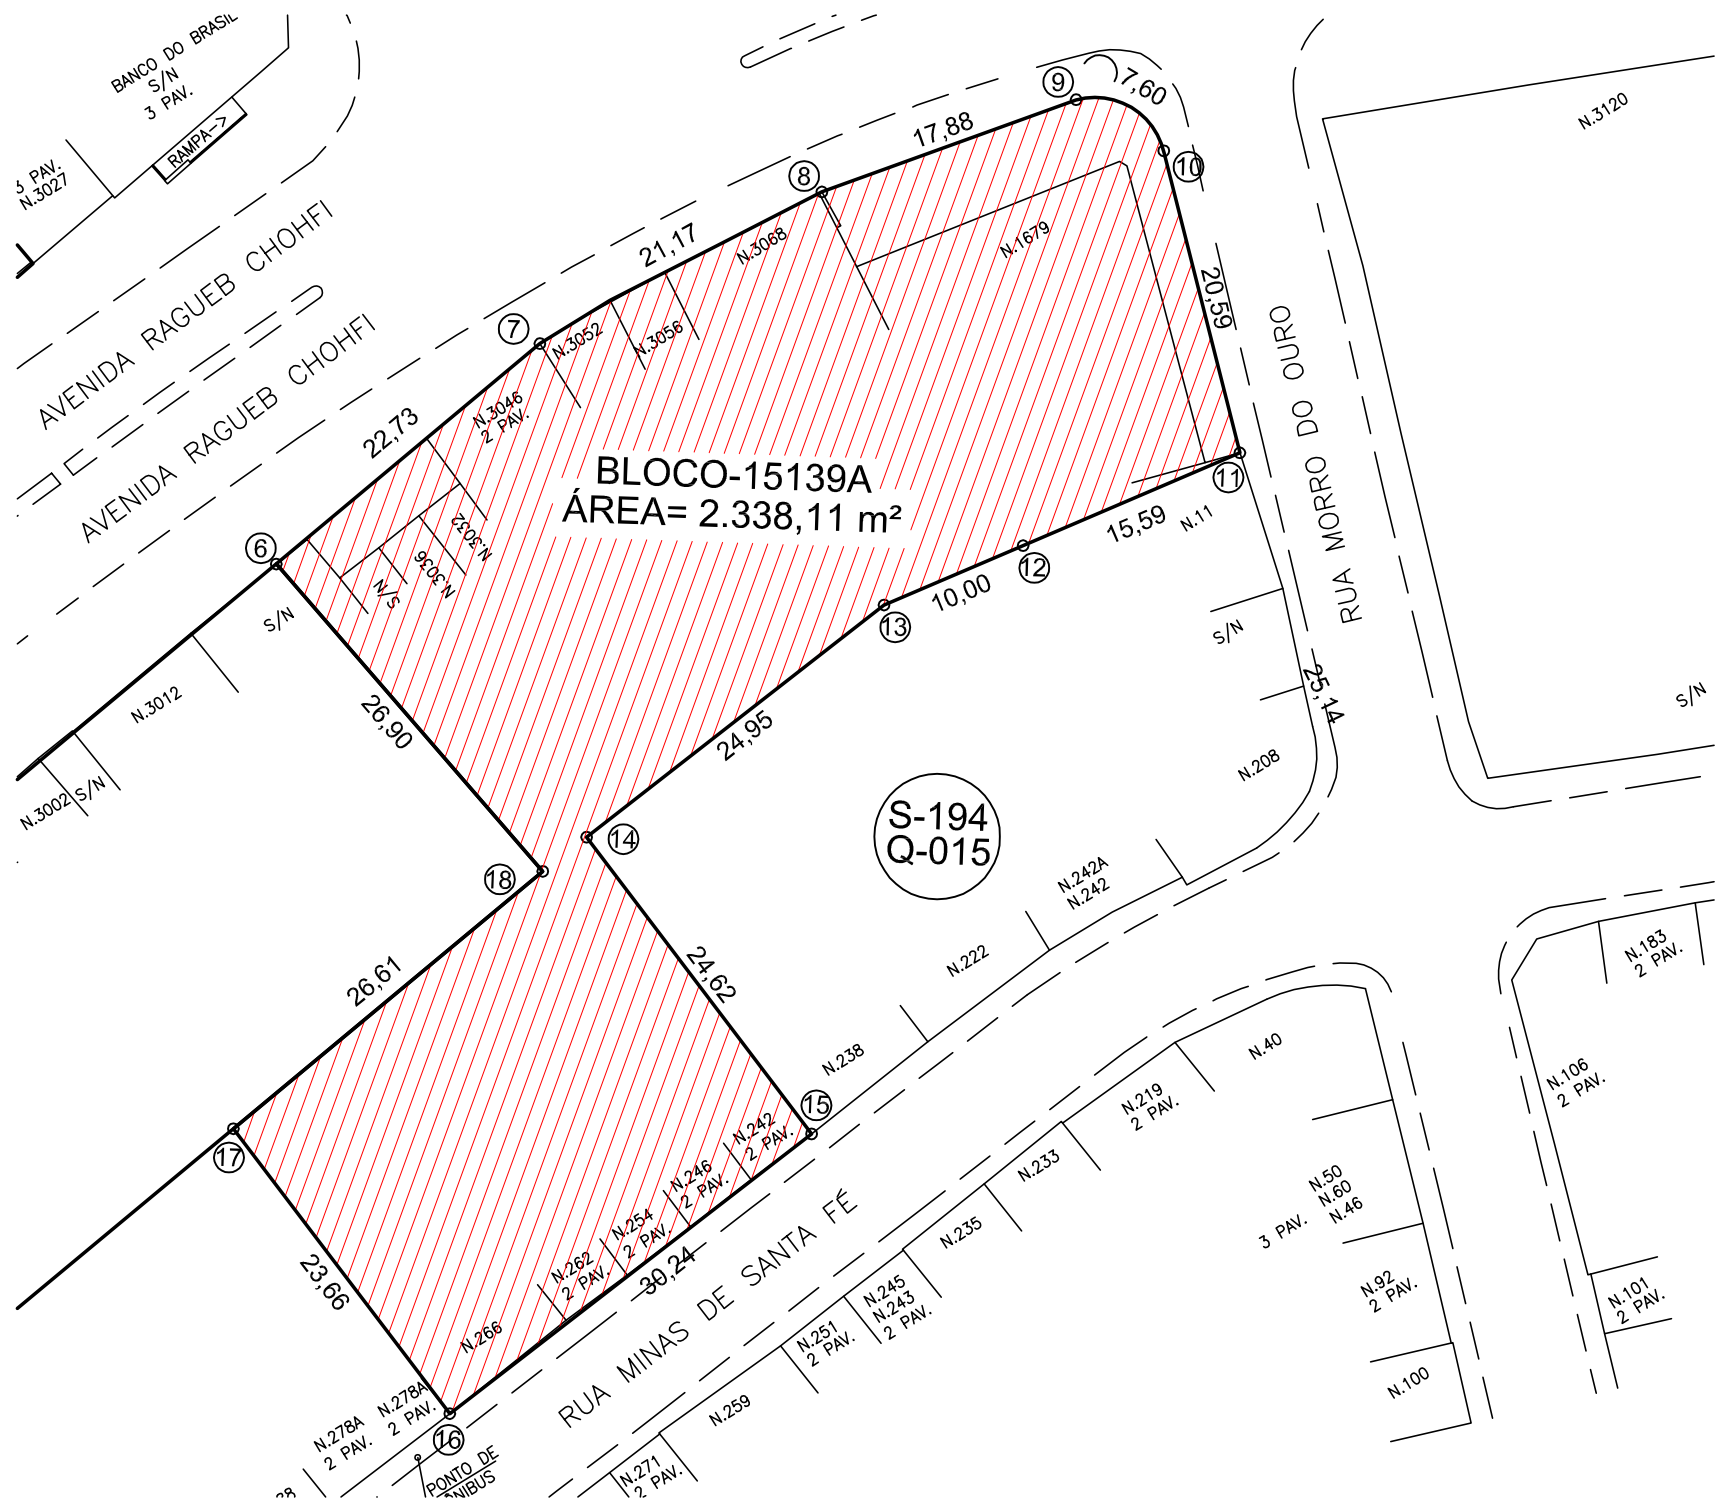 BANCO DO BRASIL
S/N
3 PAV.
RAMPA->
3 PAV.
N.3027
AVENIDA RAGUEB CHOHFI
AVENIDA RAGUEB CHOHFI
9
7,60
17,88
8
10
N.3120
21,17
N.3068
N.1679
20,59
7
N.3052
N.3056
N.3046
2 PAV.
22,73
BLOCO-15139A
ÁREA= 2.338,11 m²
RUA MORRO DO OURO
11
15,59
N.11
6
N.3032
N.3036
S/N
S/N
12
10,00
13
S/N
25,14
S/N
N.3012
26,90
24,95
N.208
N.3002
S/N
S-194
Q-015
14
18
N.242A
N.242
N.222
N.183
2 PAV.
26,61
24,62
N.238
N.40
N.106
2 PAV.
15
N.219
2 PAV.
17
N.242
2 PAV.
N.246
2 PAV.
N.233
N.50
N.60
N.46
3 PAV.
N.254
2 PAV.
N.235
23,66
N.262
2 PAV.
30,24
RUA MINAS DE SANTA FÉ
N.245
N.243
2 PAV.
N.92
2 PAV.
N.101
2 PAV.
N.266
N.251
2 PAV.
N.100
N.278A
2 PAV.
N.278A
2 PAV.
16
N.259
PONTO DE
N.271
2 PAV.